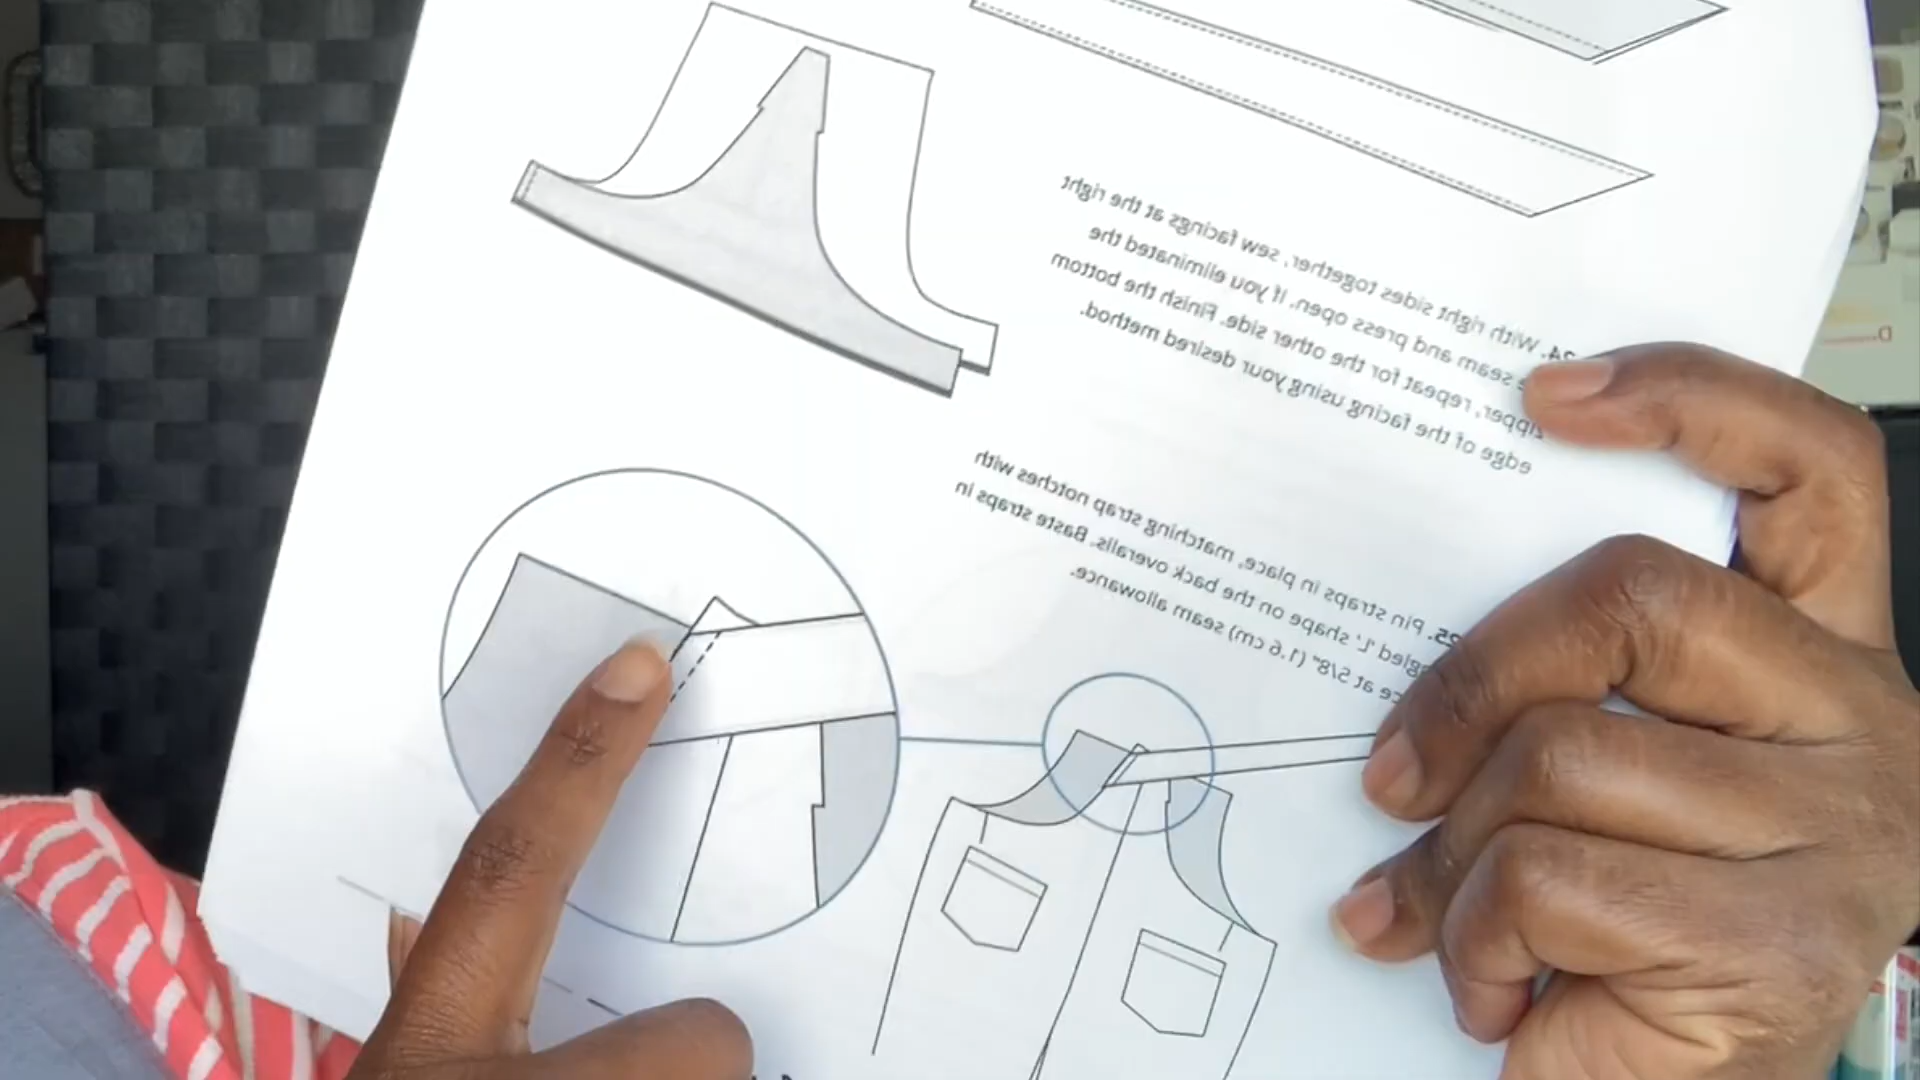 24. With right sides together, sew facings at the right
seam and press open. If you eliminated the
zipper, repeat for the other side. Finish the bottom
edge of the facing using your desired method.
25. Pin straps in place, matching strap notches with
'L' shape on the back overalls. Baste straps in
at 5/8" (1.6 cm) seam allowance.
D